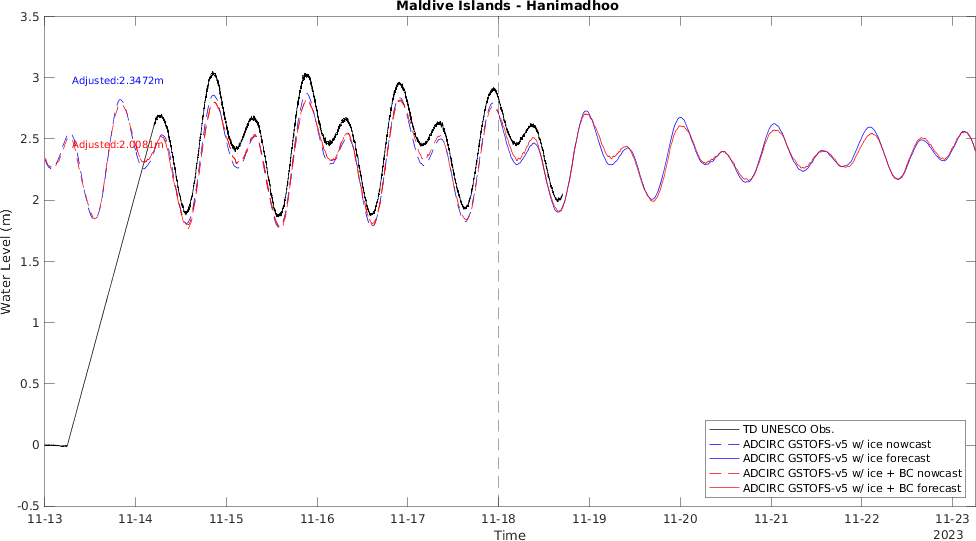 Maldive Islands - Hanimadhoo
3.5
3
2.5
2
1.5
1
0.5
0
-0.5
Water Level (m)
Adjusted:2.3472m
Adjusted:2.0081m
TD UNESCO Obs.
ADCIRC GSTOFS-v5 w/ ice nowcast
ADCIRC GSTOFS-v5 w/ ice forecast
ADCIRC GSTOFS-v5 w/ ice + BC nowcast
ADCIRC GSTOFS-v5 w/ ice + BC forecast
11-13 11-14 11-15 11-16 11-17 11-18 11-19 11-20 11-21 11-22 11-23
Time
2023